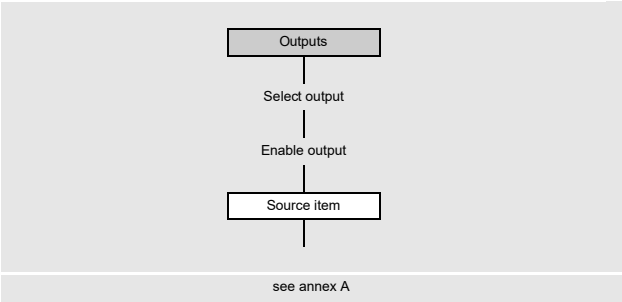 Outputs
Select output
Enable output
Source item
see annex A